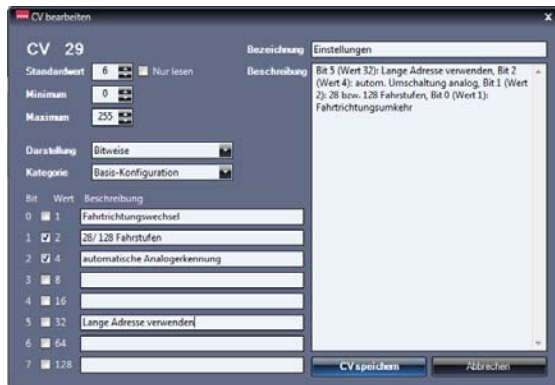 CV bearbeiten
x
CV 29
Standardwert 6 Nur lesen
Minimum 0
Maximum 255
Darstellung Bitweise
Kategorie Basis-Konfiguration
Bit Wert Beschreibung
0 1 Fahrtrichtungswechsel
1 2 28/ 128 Fahrstufen
2 4 automatische Analogerkennung
3 8
4 16
5 32 Lange Adresse verwenden
6 64
7 128
Bezeichnung Einstellungen
Beschreibung Bit 5 (Wert 32): Lange Adresse verwenden, Bit 2
(Wert 4): autom. Umschaltung analog, Bit 1 (Wert
2): 28 bzw. 128 Fahrstufen, Bit 0 (Wert 1):
Fahrtrichtungsumkehr
CV speichern Abbrechen